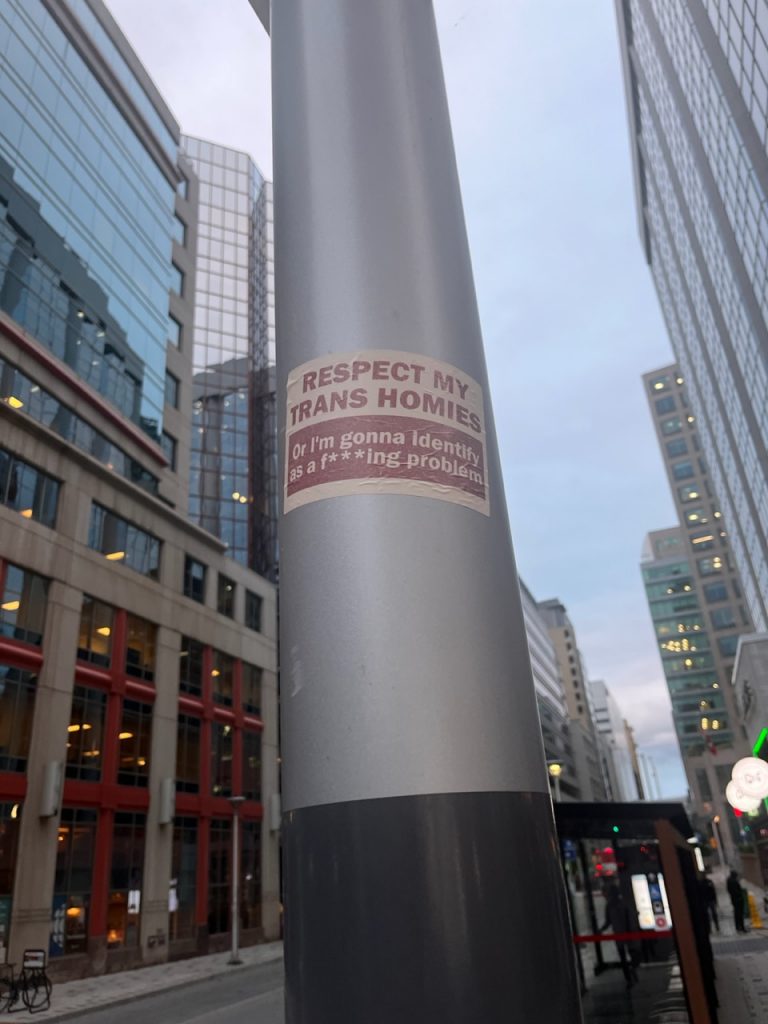 RESPECT MY
TRANS HOMIES
Or I'm gonna Identify
as a f***ing problem